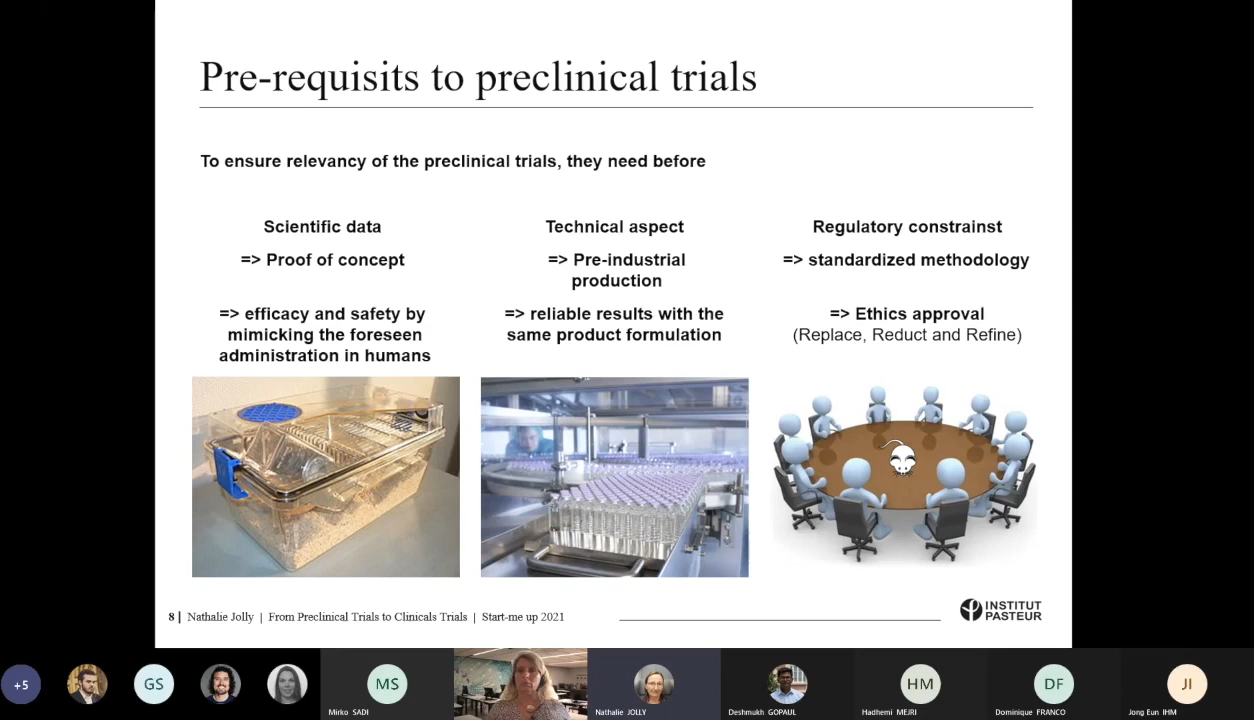 Pre-requisits to preclinical trials
To ensure relevancy of the preclinical trials, they need before
Scientific data
=> Proof of concept
=> efficacy and safety by
mimicking the foreseen
administration in humans
Technical aspect
=> Pre-industrial
production
=> reliable results with the
same product formulation
Regulatory constrainst
=> standardized methodology
=> Ethics approval
(Replace, Reduct and Refine)
8 | Nathalie Jolly | From Preclinical Trials to Clinicals Trials | Start-me up 2021
INSTITUT
PASTEUR
+5
GS
MS
Mirko SADI
Nathalie JOLLY
Deshmukh GOPAUL
HM
Hadhemi MEJRI
DF
Dominique FRANCO
JI
Jong Eun IHM